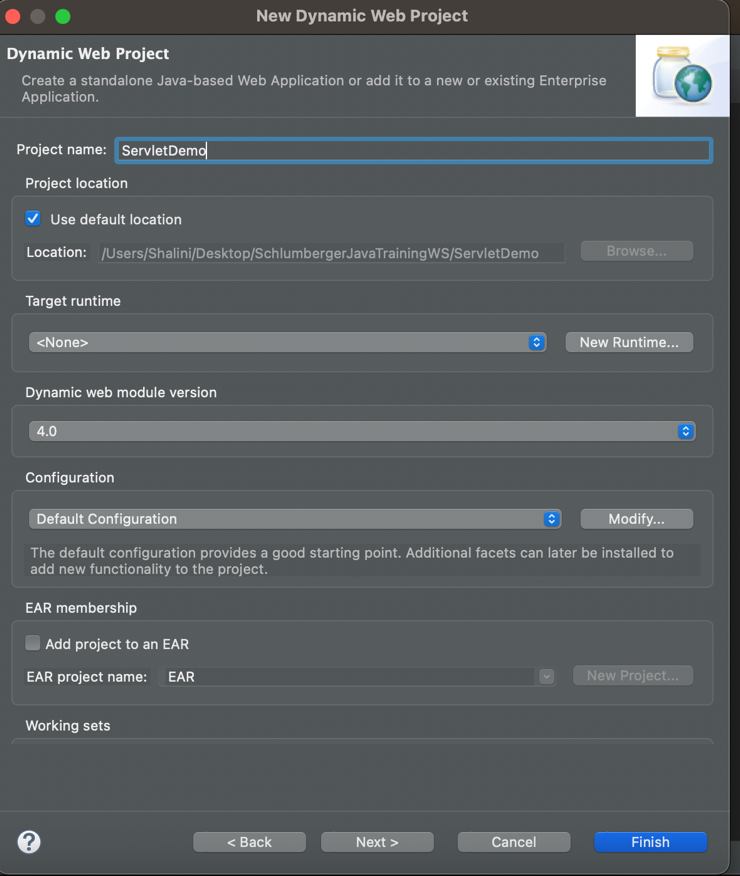 New Dynamic Web Project
Dynamic Web Project
Create a standalone Java-based Web Application or add it to a new or existing Enterprise
Application.
Project name: ServletDemo
Project location
Use default location
Location: /Users/Shalini/Desktop/SchlumbergerJavaTrainingWS/ServletDemo Browse...
Target runtime
<None> New Runtime...
Dynamic web module version
4.0
Configuration
Default Configuration Modify...
The default configuration provides a good starting point. Additional facets can later be installed to
add new functionality to the project.
EAR membership
Add project to an EAR
EAR project name: EAR New Project...
Working sets
? < Back Next > Cancel Finish